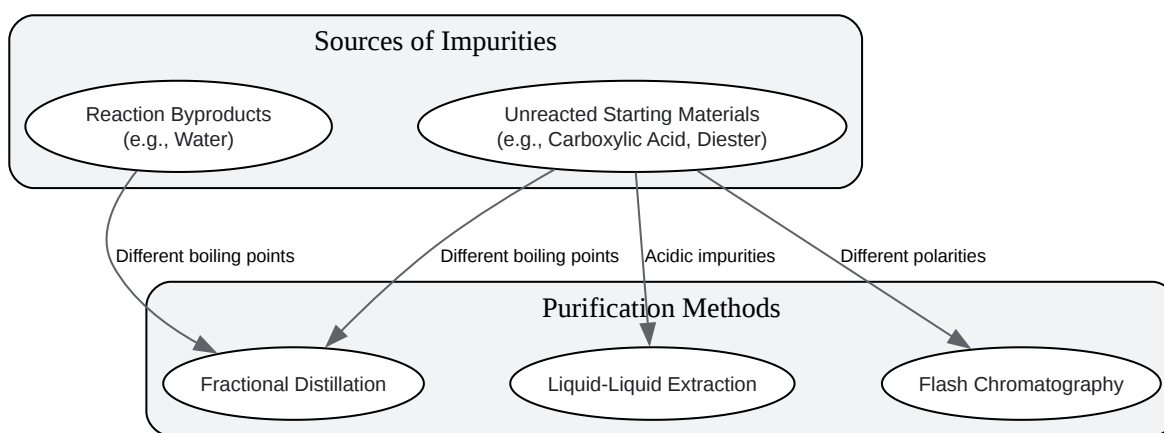 Sources of Impurities
Reaction Byproducts
(e.g., Water)
Unreacted Starting Materials
(e.g., Carboxylic Acid, Diester)
Different boiling points
Different boiling points
Acidic impurities
Different polarities
Purification Methods
Fractional Distillation
Liquid-Liquid Extraction
Flash Chromatography